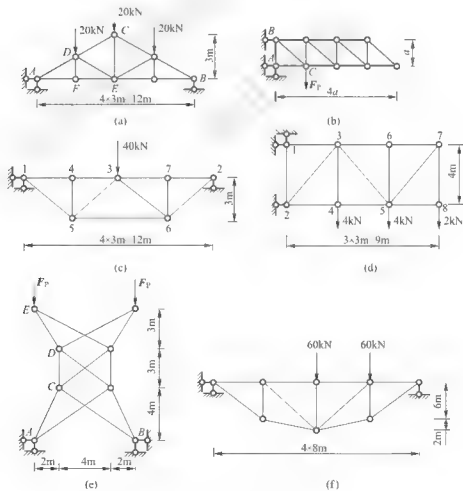 20kN
20kN
20kN
C
D
A
F
E
B
3m
4×3m=12m
(a)
B
A
C
F_P
a
4a
(b)
40kN
1
4
3
7
2
5
6
3m
4×3m=12m
(c)
1
3
6
7
2
4
5
8
4kN
4kN
2kN
4m
3×3m=9m
(d)
F_P
F_P
E
D
C
A
B
3m
3m
4m
2m
4m
2m
(e)
60kN
60kN
6m
2m
4×8m
(f)